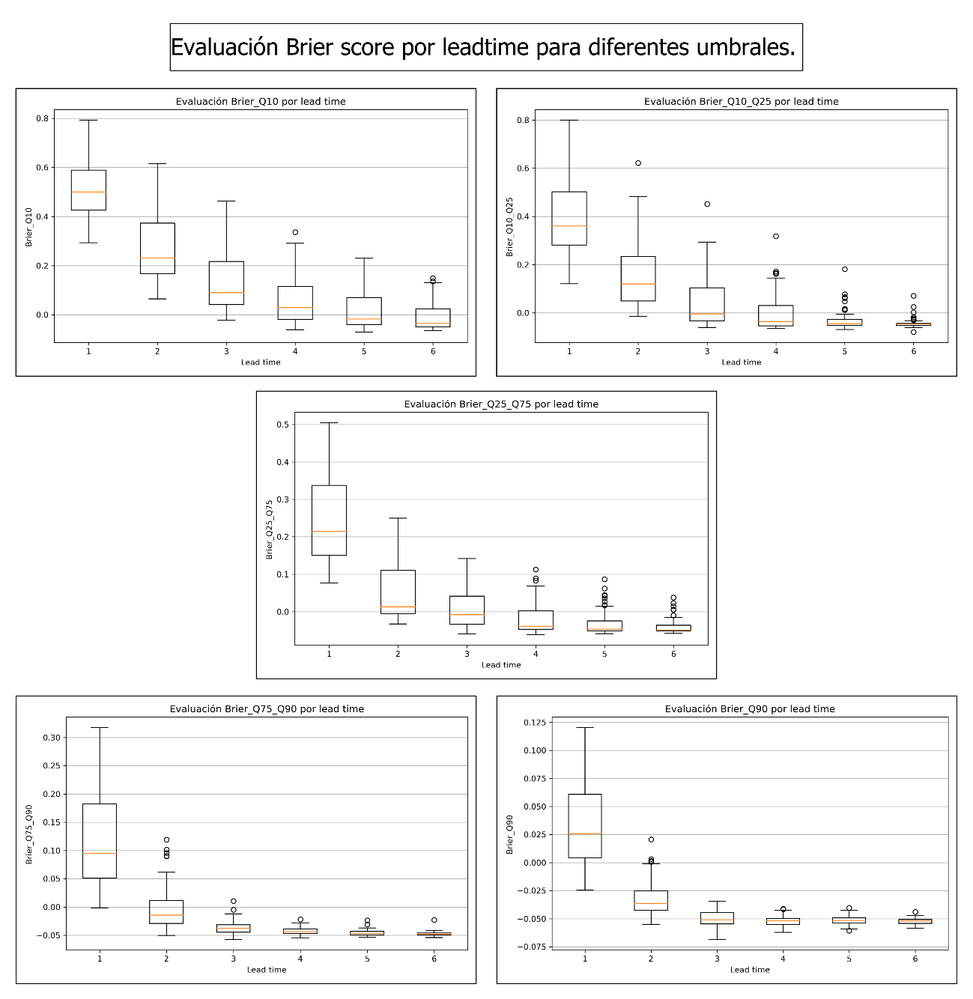 Evaluación Brier score por leadtime para diferentes umbrales.
Evaluación Brier_Q10 por lead time
Brier_Q10
0.8
0.6
0.4
0.2
0.0
1 2 3 4 5 6
Lead time
Evaluación Brier_Q10_Q25 por lead time
Brier_Q10_Q25
0.8
0.6
0.4
0.2
0.0
1 2 3 4 5 6
Lead time
Evaluación Brier_Q25_Q75 por lead time
Brier_Q25_Q75
0.5
0.4
0.3
0.2
0.1
0.0
1 2 3 4 5 6
Lead time
Evaluación Brier_Q75_Q90 por lead time
Brier_Q75_Q90
0.30
0.25
0.20
0.15
0.10
0.05
0.00
−0.05
1 2 3 4 5 6
Lead time
Evaluación Brier_Q90 por lead time
Brier_Q90
0.125
0.100
0.075
0.050
0.025
0.000
−0.025
−0.050
−0.075
1 2 3 4 5 6
Lead time